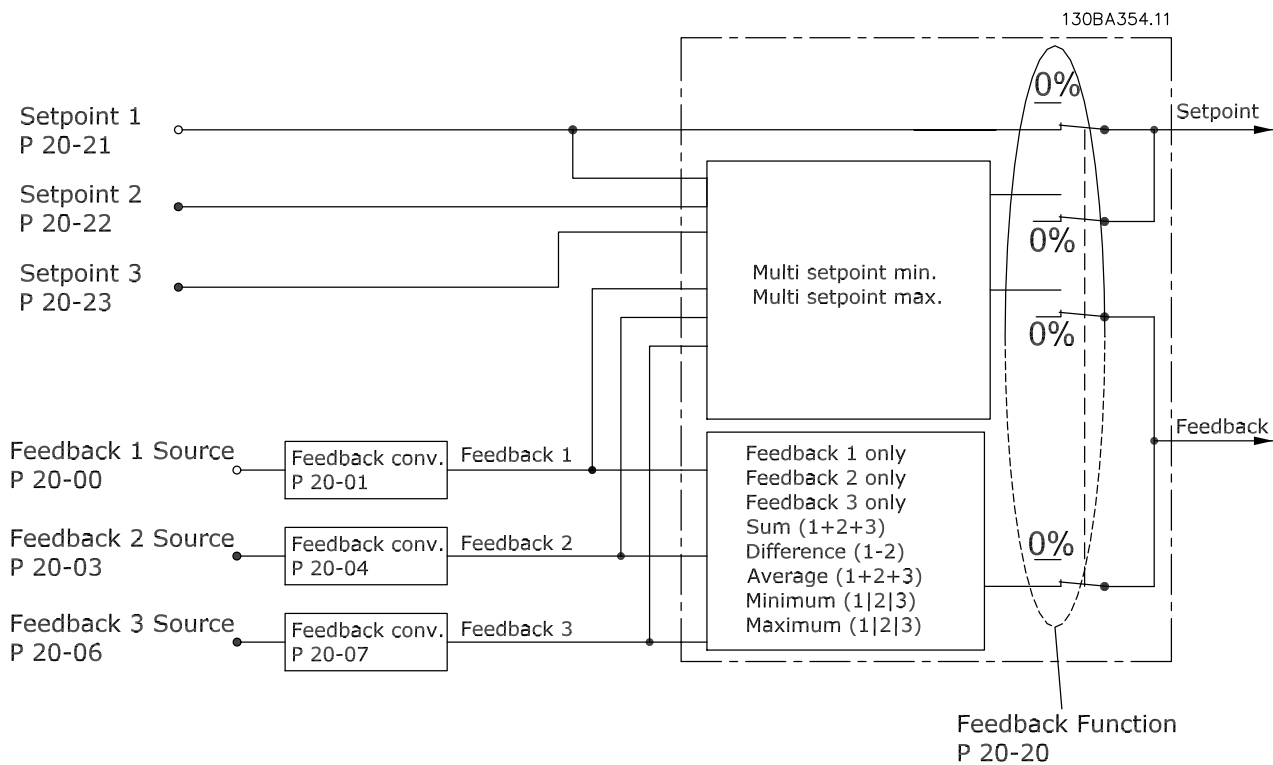 130BA354.11
0%
Setpoint
Setpoint 1
P 20-21
Setpoint 2
P 20-22
0%
Setpoint 3
P 20-23
Multi setpoint min.
Multi setpoint max.
0%
Feedback
Feedback 1 Source
P 20-00
Feedback conv.
P 20-01
Feedback 1
Feedback 2 Source
P 20-03
Feedback conv.
P 20-04
Feedback 2
Feedback 3 Source
P 20-06
Feedback conv.
P 20-07
Feedback 3
Feedback 1 only
Feedback 2 only
Feedback 3 only
Sum (1+2+3)
Difference (1-2)
Average (1+2+3)
Minimum (1|2|3)
Maximum (1|2|3)
0%
Feedback Function
P 20-20